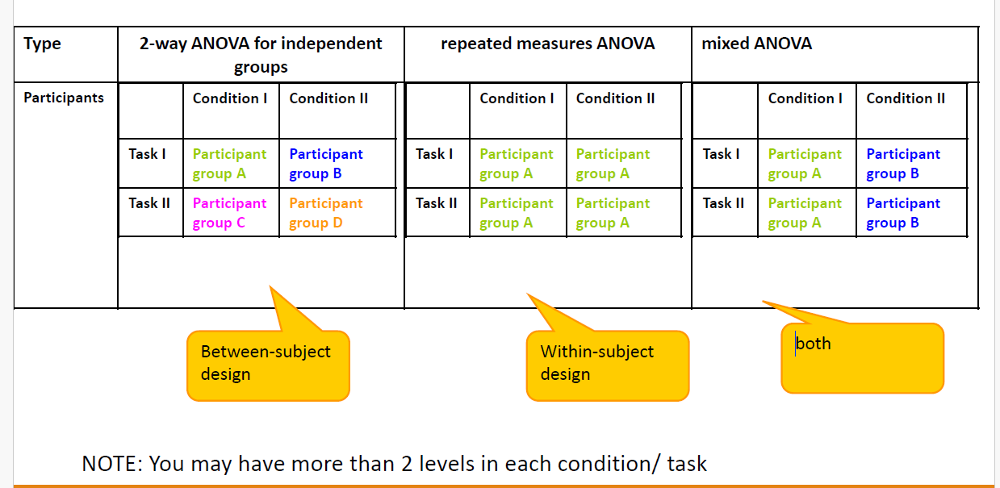 Type
2-way ANOVA for independent
groups
repeated measures ANOVA
mixed ANOVA
Participants
Condition I
Condition II
Task I
Participant
group A
Participant
group B
Task II
Participant
group C
Participant
group D
Condition I
Condition II
Task I
Participant
group A
Participant
group A
Task II
Participant
group A
Participant
group A
Condition I
Condition II
Task I
Participant
group A
Participant
group B
Task II
Participant
group A
Participant
group B
Between-subject
design
Within-subject
design
both
NOTE: You may have more than 2 levels in each condition/ task